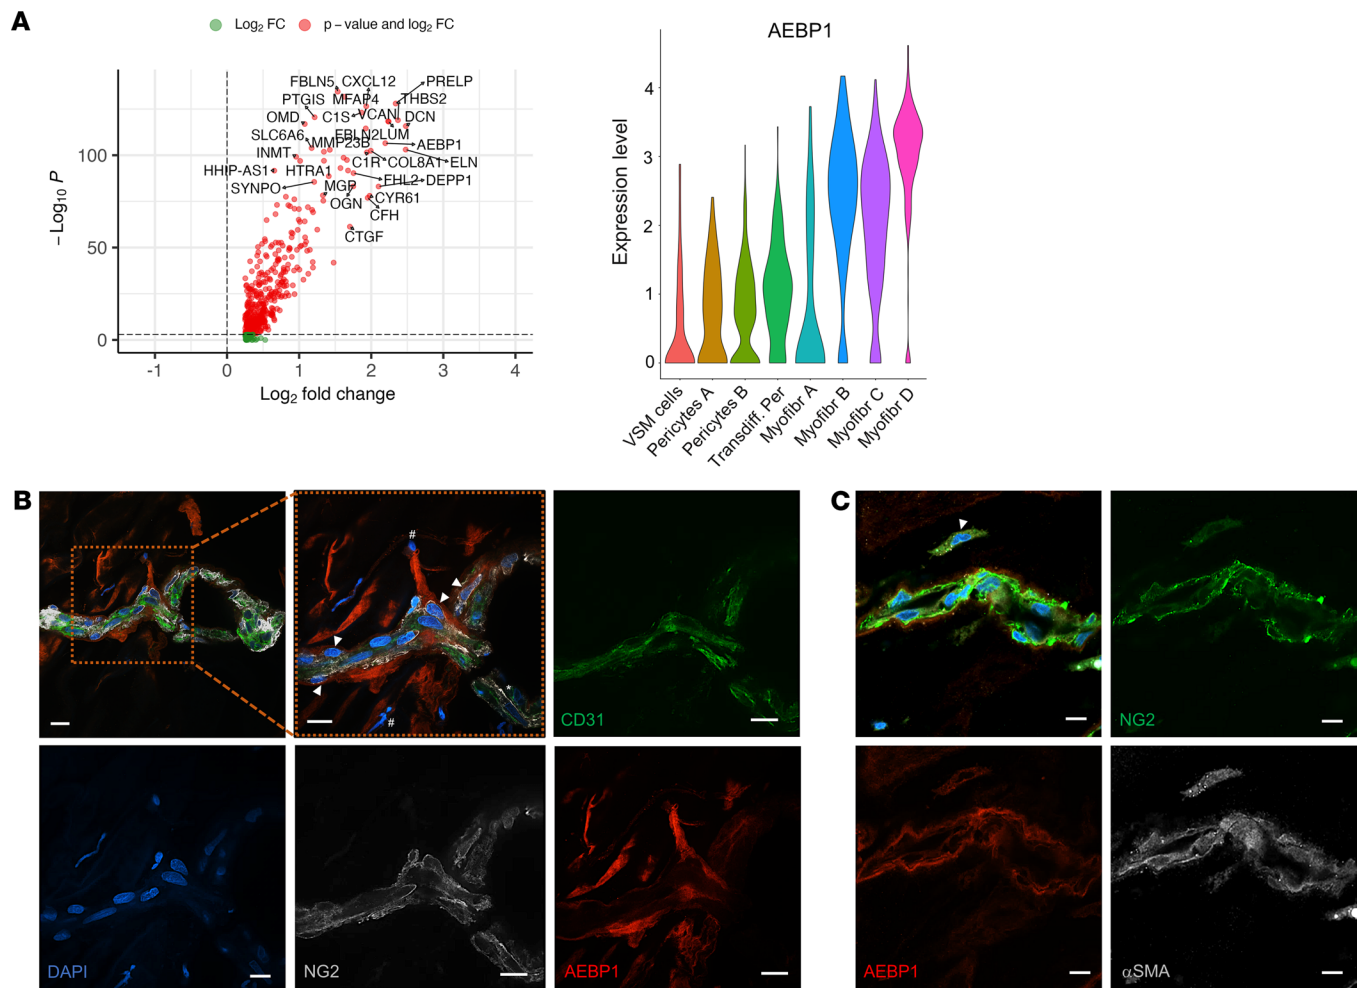 A
Log2 FC
p – value and log2 FC
FBLN5
CXCL12
PRELP
PTGIS
MFAP4
THBS2
OMD
C1S
VCAN
DCN
SLC6A6
MMP23B
FBLN2
LUM
AEBP1
INMT
C1R
COL8A1
ELN
HHIP-AS1
HTRA1
FHL2
DEPP1
SYNPO
MGP
OGN
CYR61
CFH
CTGF
– Log10 P
100
50
0
-1
0
1
2
3
4
Log2 fold change
AEBP1
Expression level
4
3
2
1
0
VSM cells
Pericytes A
Pericytes B
Transdiff. Per
Myofibr A
Myofibr B
Myofibr C
Myofibr D
B
#
*
#
CD31
DAPI
NG2
AEBP1
C
NG2
AEBP1
αSMA